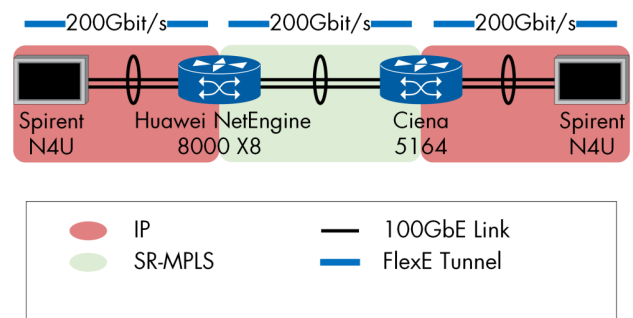 200Gbit/s 200Gbit/s 200Gbit/s
Spirent Huawei NetEngine Ciena Spirent
N4U 8000 X8 5164 N4U
IP 100GbE Link
SR-MPLS FlexE Tunnel